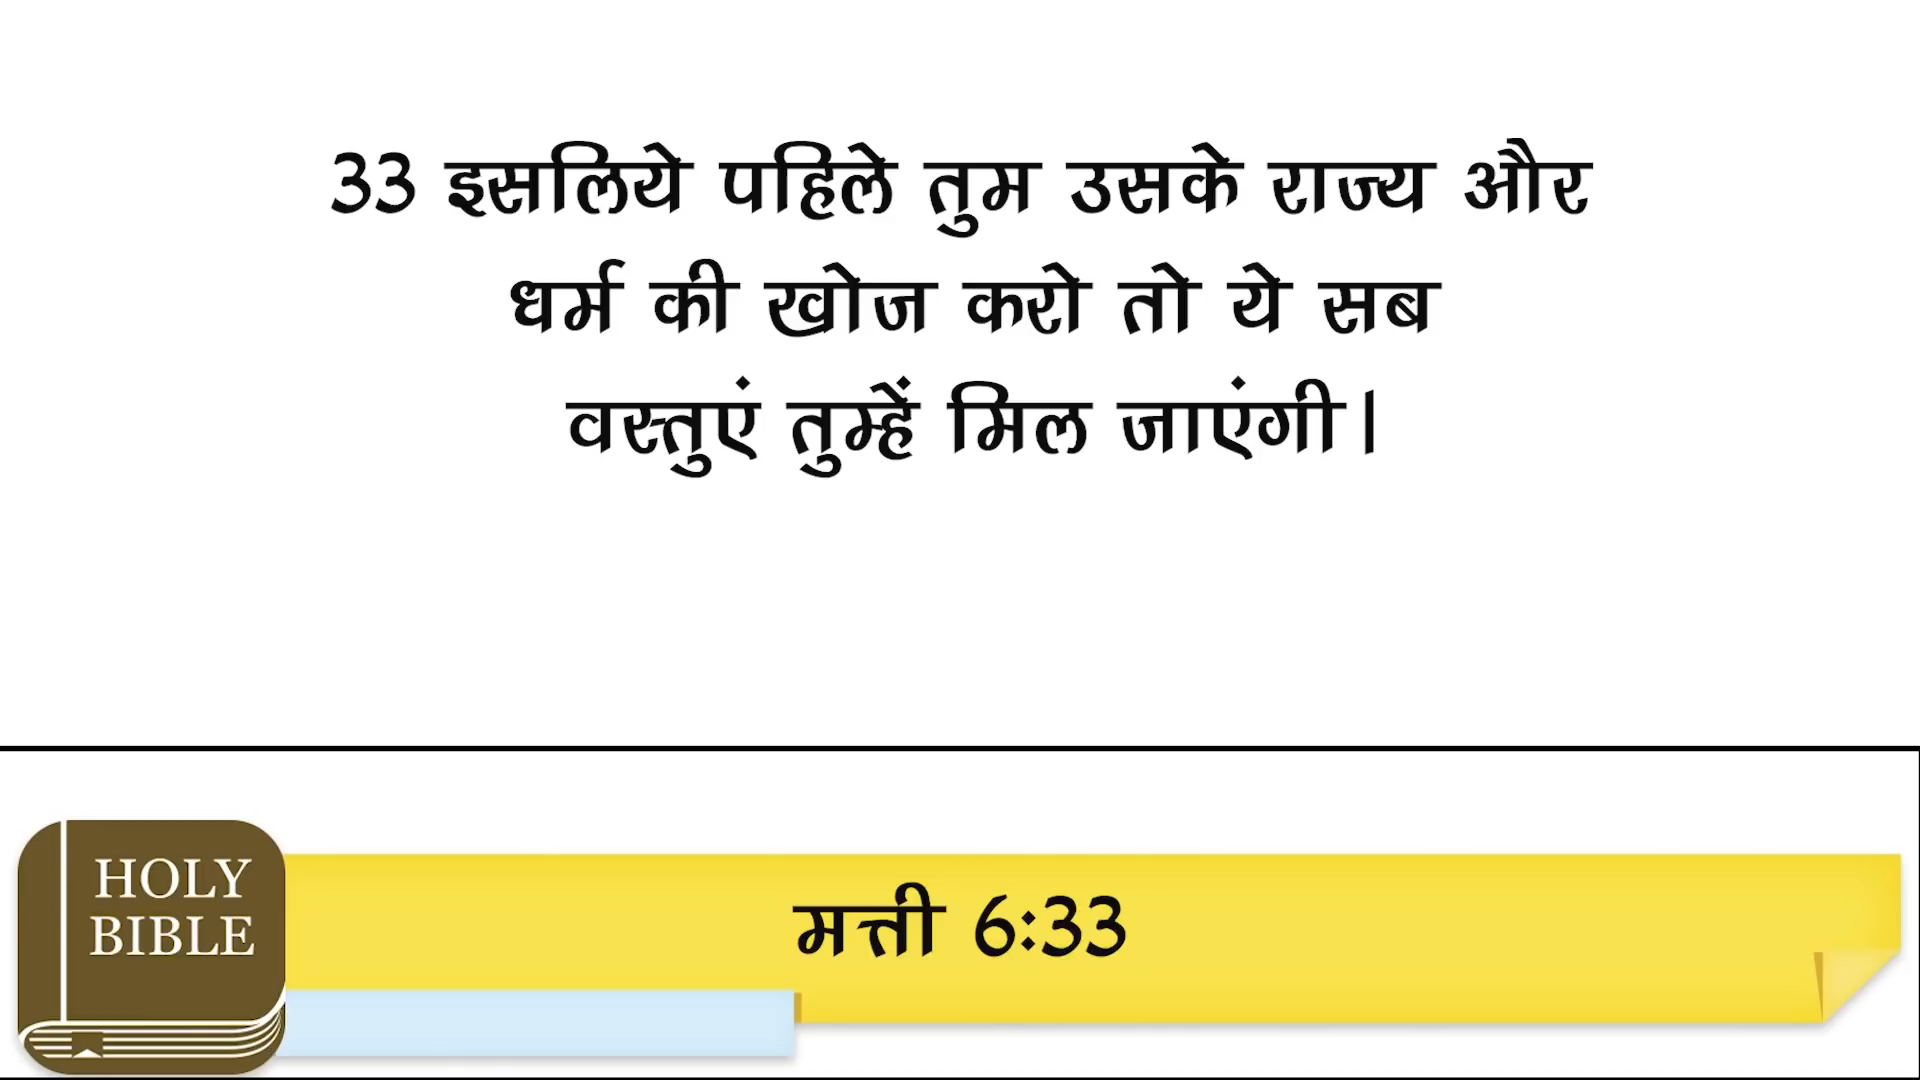 33 इसलिये पहिले तुम उसके राज्य और
धर्म की खोज करो तो ये सब
वस्तुएं तुम्हें मिल जाएंगी।
HOLY
BIBLE
मत्ती 6:33